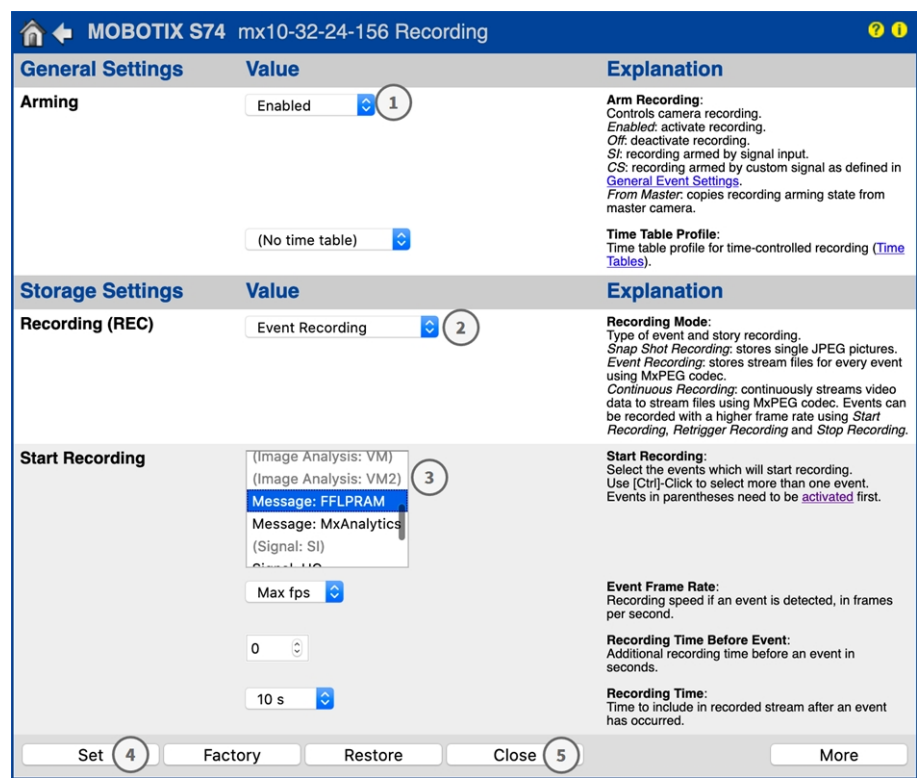 MOBOTIX S74 mx10-32-24-156 Recording ? i
General Settings Value Explanation
Arming
Enabled
1
Arm Recording:
Controls camera recording.
Enabled: activate recording.
Off: deactivate recording.
SI: recording armed by signal input.
CS: recording armed by custom signal as defined in
General Event Settings.
From Master: copies recording arming state from
master camera.
(No time table)
Time Table Profile:
Time table profile for time-controlled recording (Time
Tables).
Storage Settings Value Explanation
Recording (REC)
Event Recording
2
Recording Mode:
Type of event and story recording.
Snap Shot Recording: stores single JPEG pictures.
Event Recording: stores stream files for every event
using MxPEG codec.
Continuous Recording: continuously streams video
data to stream files using MxPEG codec. Events can
be recorded with a higher frame rate using Start
Recording, Retrigger Recording and Stop Recording.
Start Recording
(Image Analysis: VM)
(Image Analysis: VM2)
Message: FFLPRAM
Message: MxAnalytics
(Signal: SI)
3
Start Recording:
Select the events which will start recording.
Use [Ctrl]-Click to select more than one event.
Events in parentheses need to be activated first.
Max fps
Event Frame Rate:
Recording speed if an event is detected, in frames
per second.
0
Recording Time Before Event:
Additional recording time before an event in
seconds.
10 s
Recording Time:
Time to include in recorded stream after an event
has occurred.
Set 4 Factory Restore Close 5 More